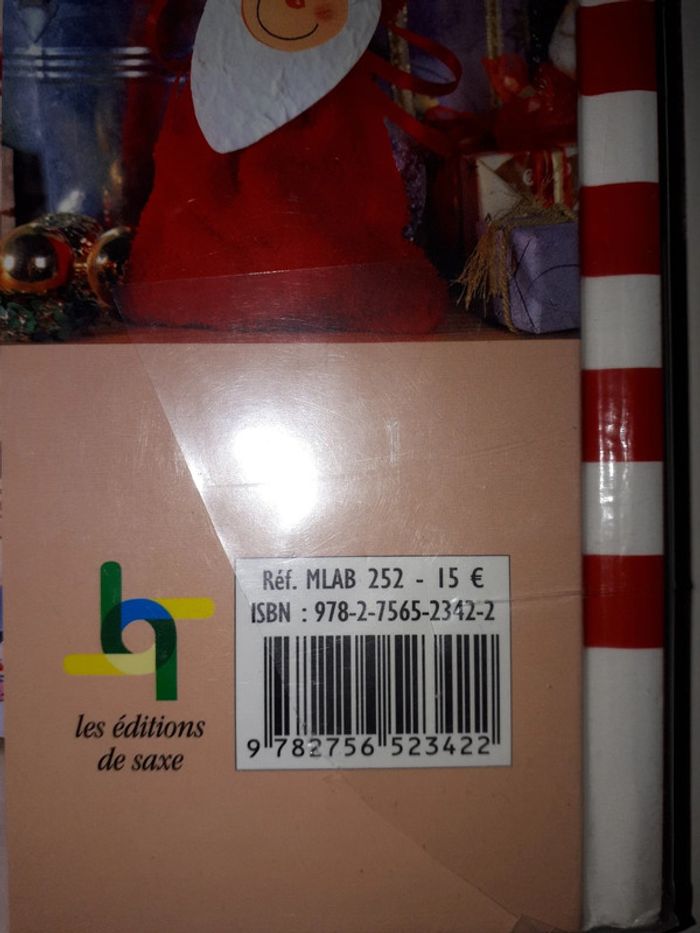 Réf. MLAB 252 - 15 €
ISBN : 978-2-7565-2342-2
9 782756 523422
les éditions
de saxe